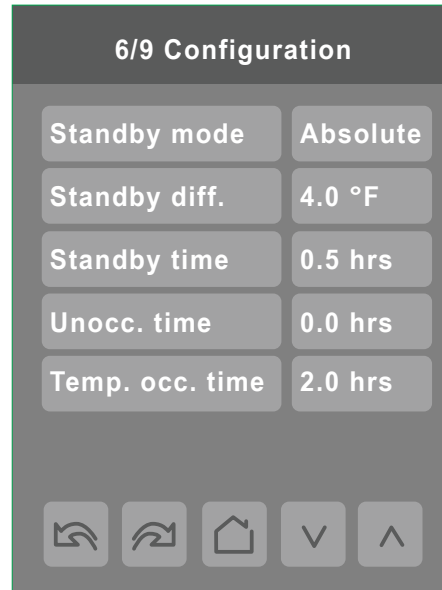 6/9 Configuration
Standby mode Absolute
Standby diff. 4.0 °F
Standby time 0.5 hrs
Unocc. time 0.0 hrs
Temp. occ. time 2.0 hrs